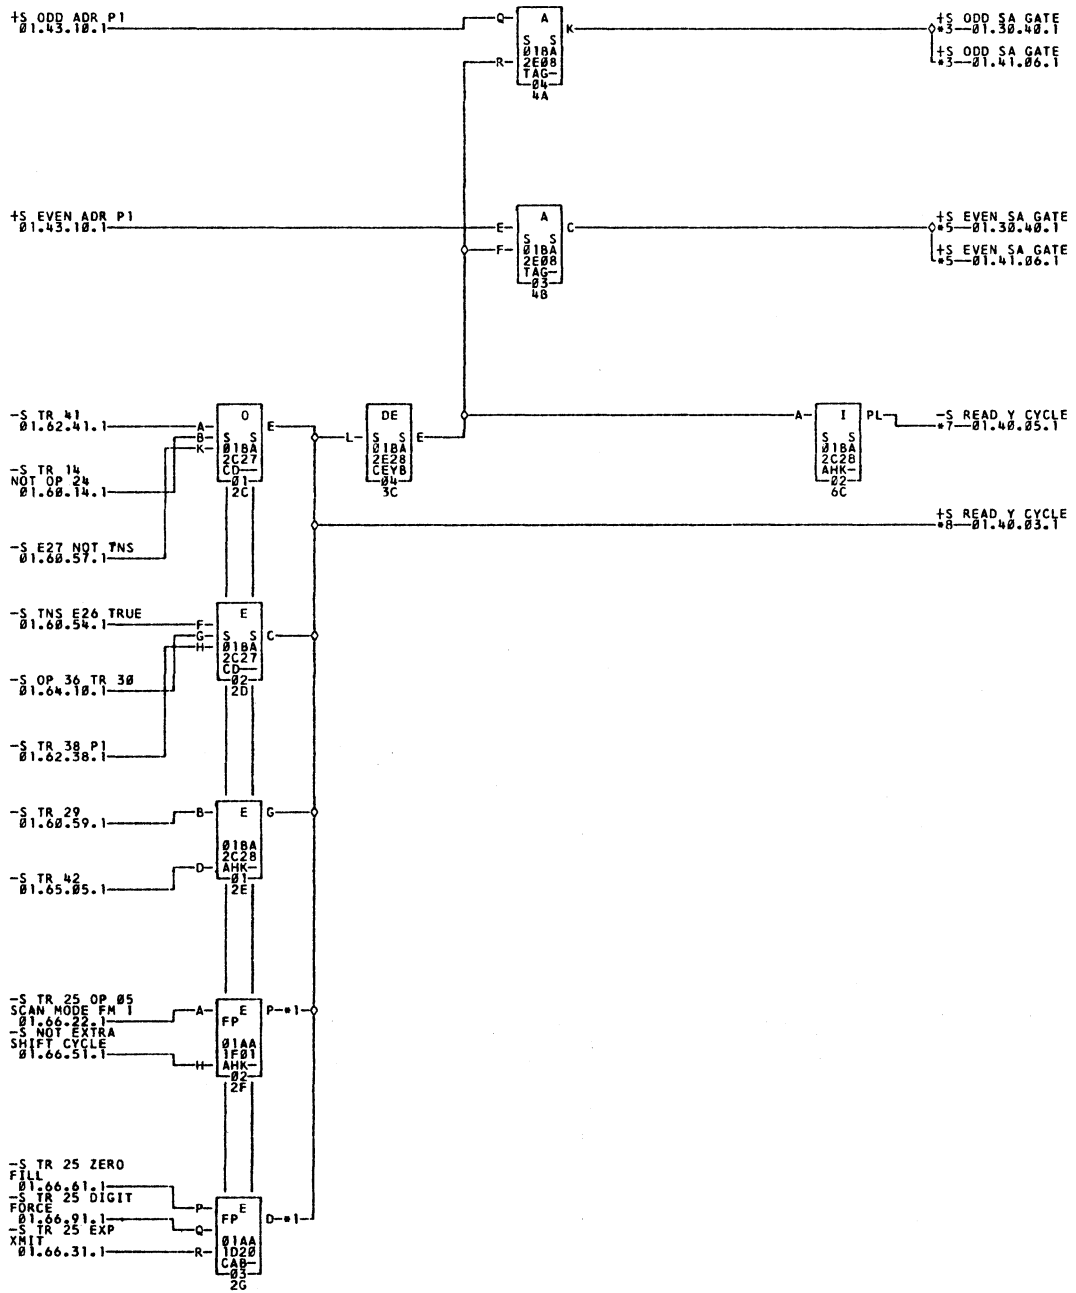 +S ODD ADR P1
01.43.10.1
Q
R
A
S S
01BA
2E08
TAG-
04
4A
K
+S ODD SA GATE
*3—01.30.40.1
+S ODD SA GATE
*3—01.41.06.1
+S EVEN ADR P1
01.43.10.1
E
F
A
S S
01BA
2E08
TAG-
03
4B
C
+S EVEN SA GATE
*5—01.30.40.1
+S EVEN SA GATE
*5—01.41.06.1
-S TR 41
01.62.41.1
-S TR 14
NOT OP 24
01.60.14.1
-S E27 NOT TNS
01.60.57.1
A
B
K
O
S S
01BA
2C27
CD—
01
2C
E
L
DE
S S
01BA
2E28
CEYB
04
3C
E
A
I
S S
01BA
2C28
AHK-
02
6C
PL
-S READ Y CYCLE
*7—01.40.05.1
+S READ Y CYCLE
*8—01.40.03.1
-S TNS E26 TRUE
01.60.54.1
-S OP 36 TR 30
01.64.10.1
-S TR 38 P1
01.62.38.1
F
G
H
E
S S
01BA
2C27
CD—
02
2D
C
-S TR 29
01.60.59.1
-S TR 42
01.65.05.1
B
D
E
01BA
2C28
AHK-
01
2E
G
-S TR 25 OP 05
SCAN MODE FM 1
01.66.22.1
-S NOT EXTRA
SHIFT CYCLE
01.66.51.1
A
H
E
FP
01AA
1F01
AHK-
02
2F
P—*1
-S TR 25 ZERO
FILL
01.66.61.1
-S TR 25 DIGIT
FORCE
01.66.91.1
-S TR 25 EXP
XMIT
01.66.31.1
P
Q
R
E
FP
01AA
1D20
CAB-
03
2G
D—*1